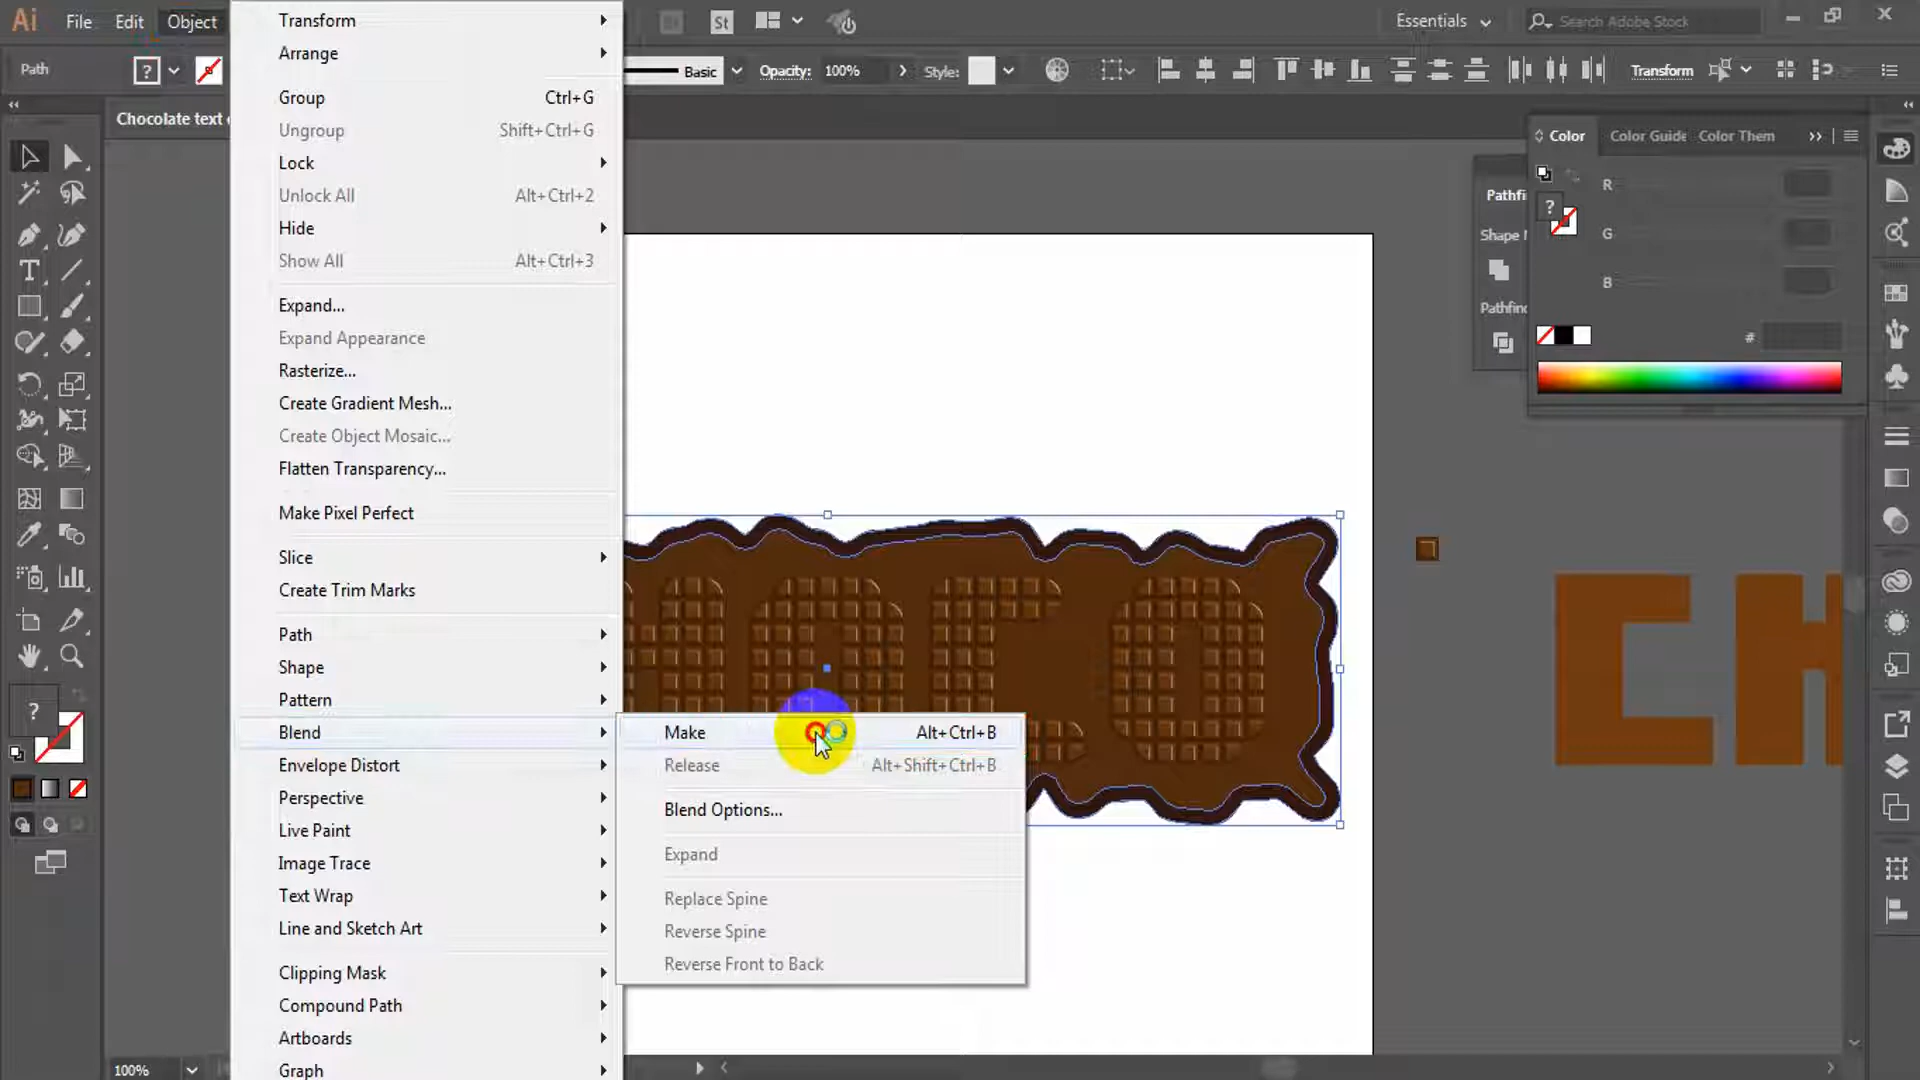 Ai File Edit Object St Essentials Search Adobe Stock
Path ? Basic Opacity: 100% Style: Transform
Chocolate text
Transform
Arrange
Group Ctrl+G
Ungroup Shift+Ctrl+G
Lock
Unlock All Alt+Ctrl+2
Hide
Show All Alt+Ctrl+3
Expand...
Expand Appearance
Rasterize...
Create Gradient Mesh...
Create Object Mosaic...
Flatten Transparency...
Make Pixel Perfect
Slice
Create Trim Marks
Path
Shape
Pattern
Blend
Envelope Distort
Perspective
Live Paint
Image Trace
Text Wrap
Line and Sketch Art
Clipping Mask
Compound Path
Artboards
Graph
Make Alt+Ctrl+B
Release Alt+Shift+Ctrl+B
Blend Options...
Expand
Replace Spine
Reverse Spine
Reverse Front to Back
Color Color Guide Color Them
R
?
G
B
#
Pathfi
Shape M
Pathfind
CH
?
100%